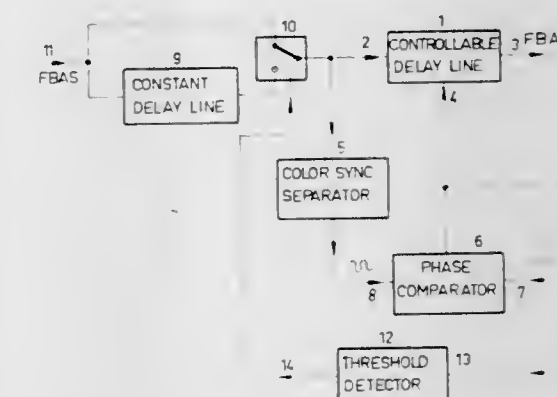 10
1
11
9
2
CONTROLLABLE
DELAY LINE
3
FBA
FBAS
CONSTANT
DELAY LINE
4
5
COLOR SYNC
SEPARATOR
6
PHASE
COMPARATOR
8
7
12
14
THRESHOLD
DETECTOR
13